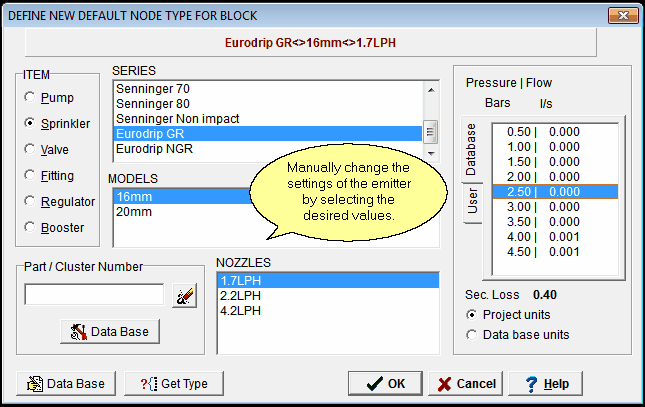 DEFINE NEW DEFAULT NODE TYPE FOR BLOCK
Eurodrip GR<>16mm<>1.7LPH
ITEM
Pump
Sprinkler
Valve
Fitting
Regulator
Booster
SERIES
Senninger 70
Senninger 80
Senninger Non impact
Eurodrip GR
Eurodrip NGR
MODELS
16mm
20mm
Manually change the
settings of the emitter
by selecting the
desired values.
Part / Cluster Number
Data Base
NOZZLES
1.7LPH
2.2LPH
4.2LPH
Pressure | Flow
Bars l/s
Database
User
0.50 | 0.000
1.00 | 0.000
1.50 | 0.000
2.00 | 0.000
2.50 | 0.000
3.00 | 0.000
3.50 | 0.000
4.00 | 0.001
4.50 | 0.001
Sec. Loss 0.40
Project units
Data base units
Data Base
?{} Get Type
OK
Cancel
? Help